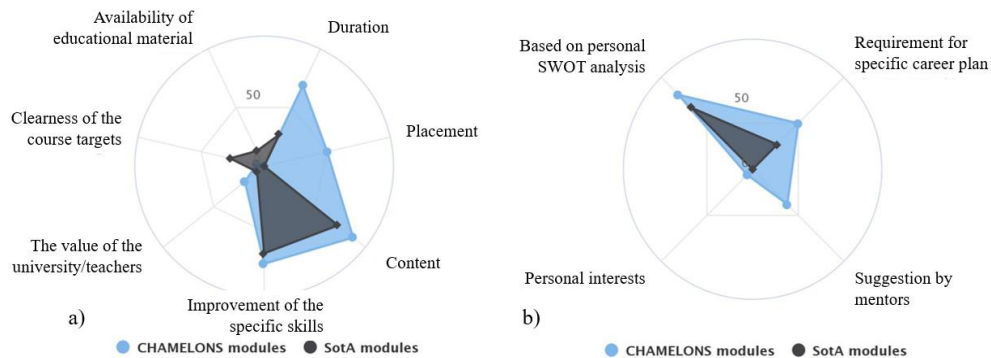 Availability of
educational material
Duration
50
Clearness of the
course targets
Placement
The value of the
university/teachers
Content
Improvement of the
specific skills
a)
CHAMELONS modules
SotA modules
Based on personal
SWOT analysis
Requirement for
specific career plan
50
Personal interests
Suggestion by
mentors
b)
CHAMELONS modules
SotA modules